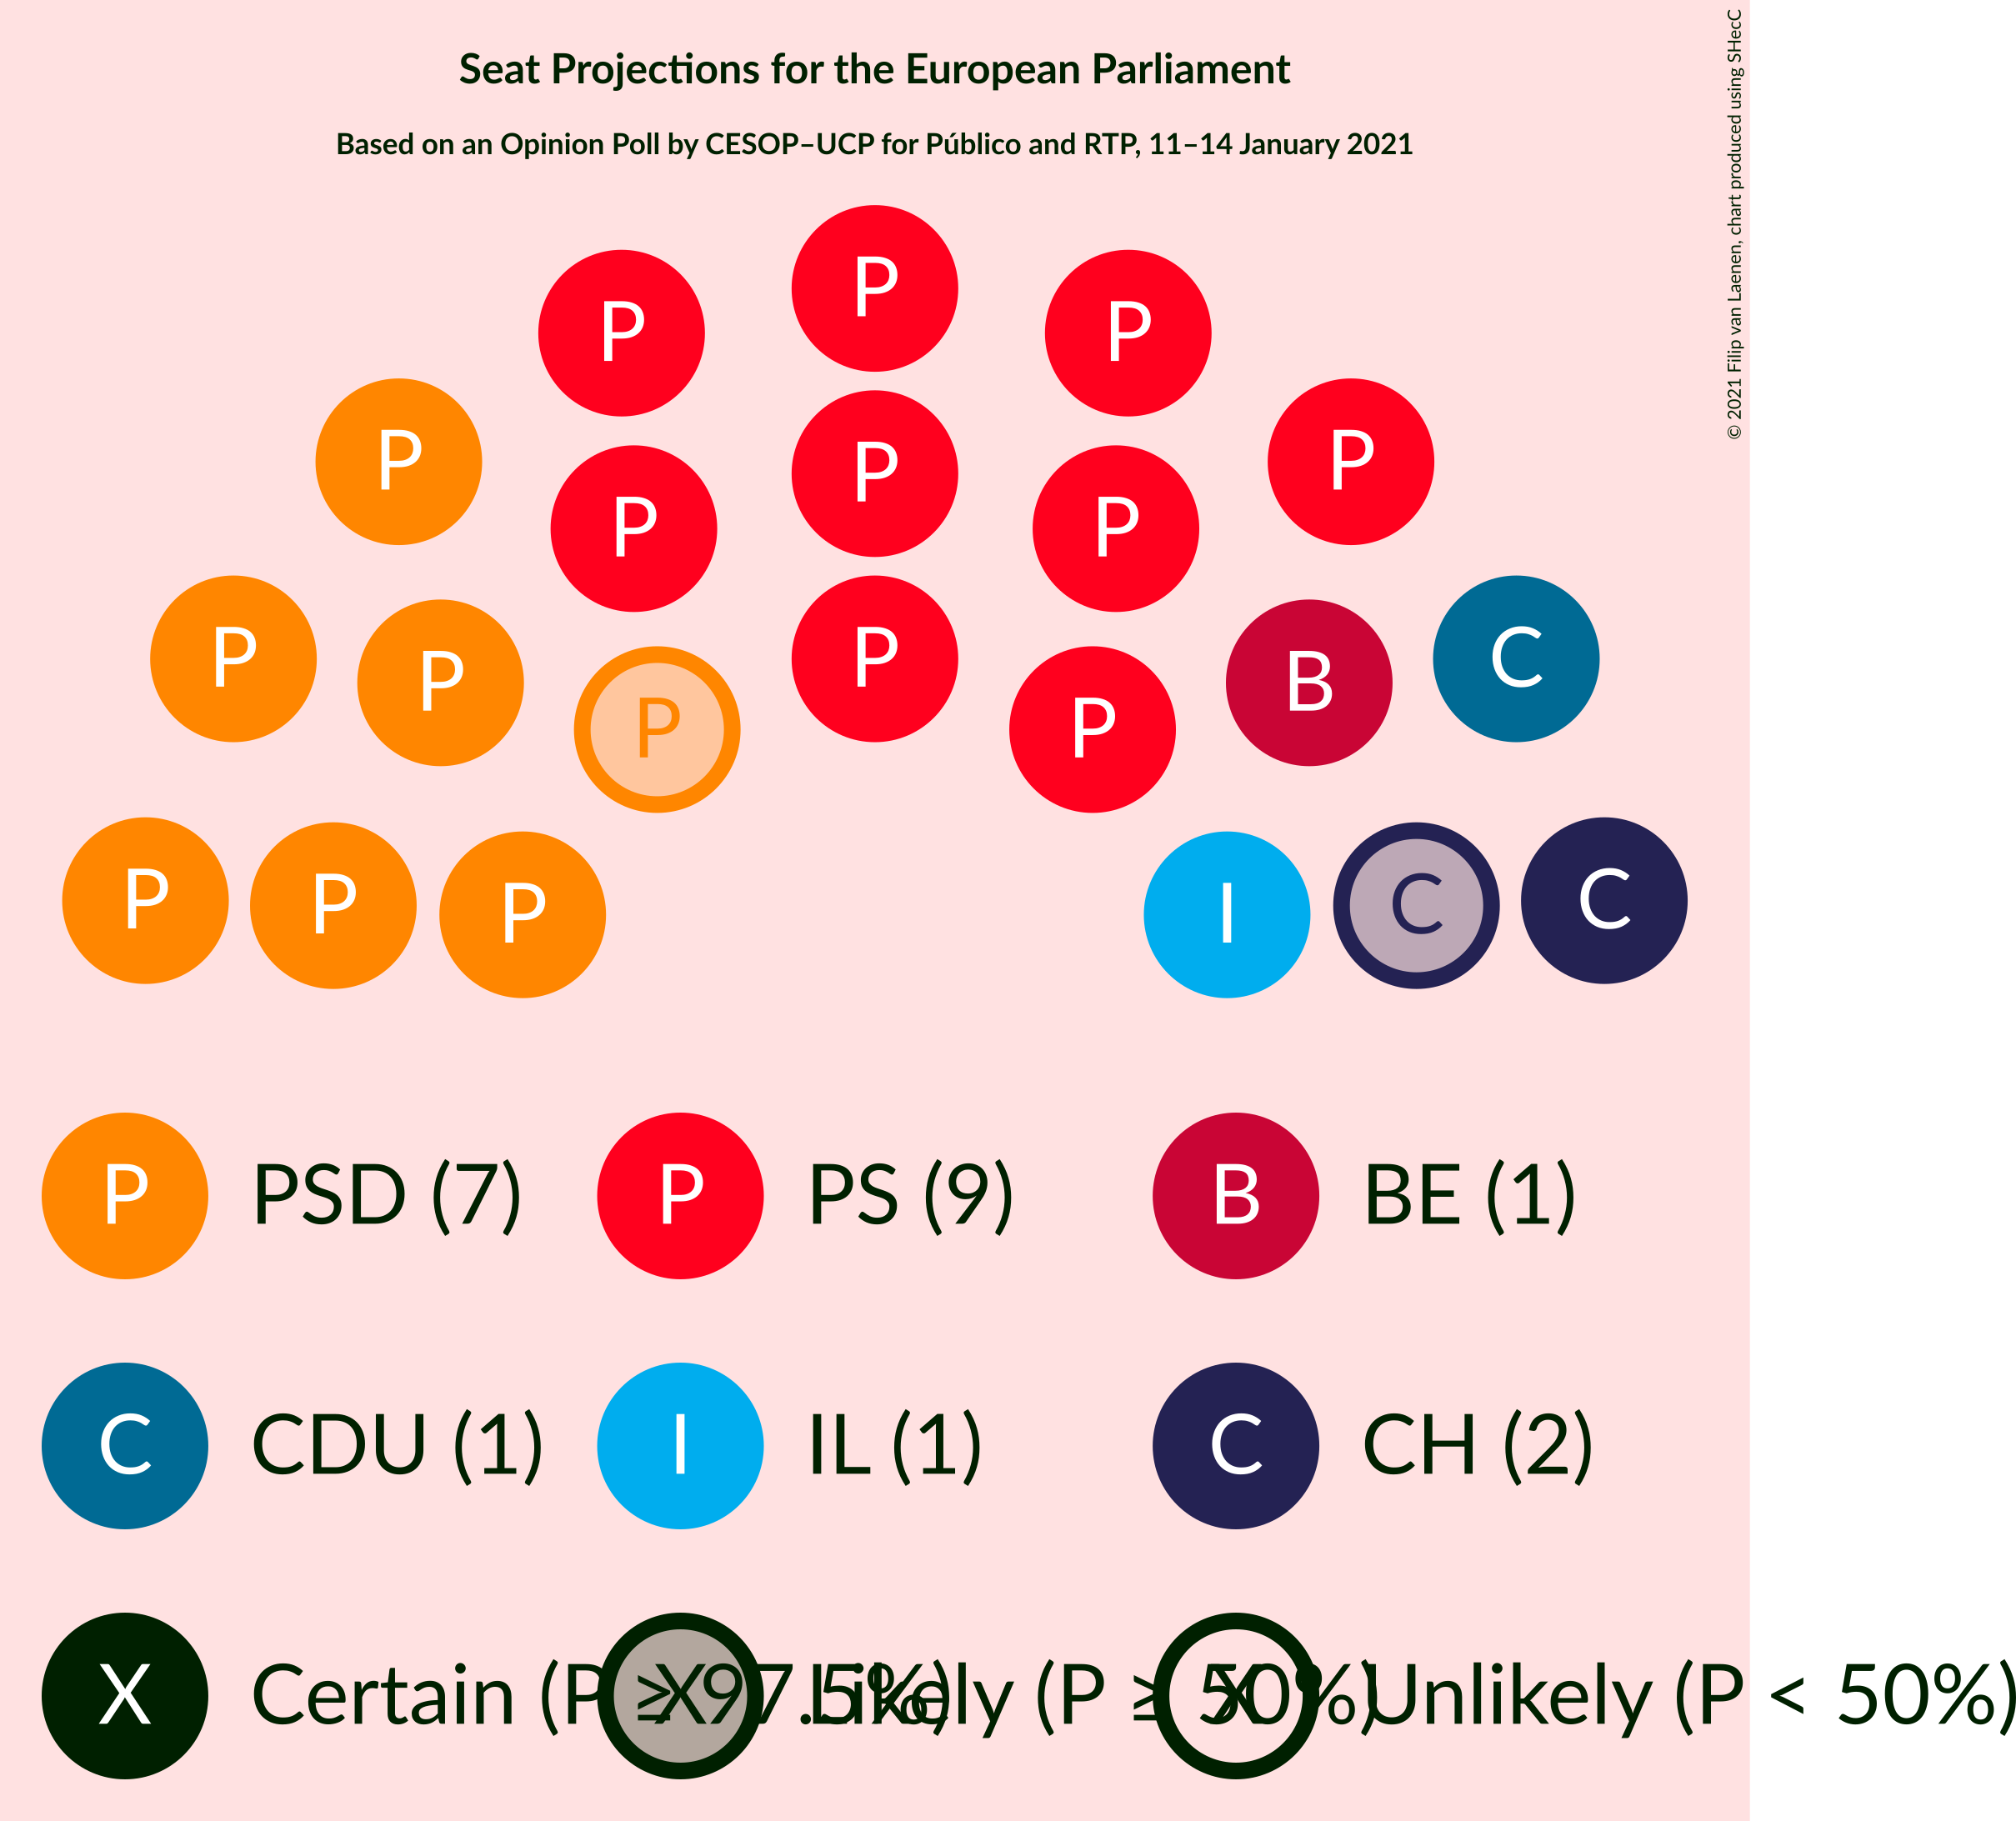 Seat Projections for the European Parliament
Based on an Opinion Poll by CESOP–UCP for Público and RTP, 11–14 January 2021
© 2021 Filip van Laenen, chart produced using SHecC
P
P P
P P
P
P P
P
P P
B C
P P
P
P
P P P
I C C
P PSD (7) P PS (9) B BE (1)
C CDU (1) I IL (1) C CH (2)
X Certain (P ≥ 97.5%) X Likely (P ≥ 50%) X Unlikely (P < 50%)